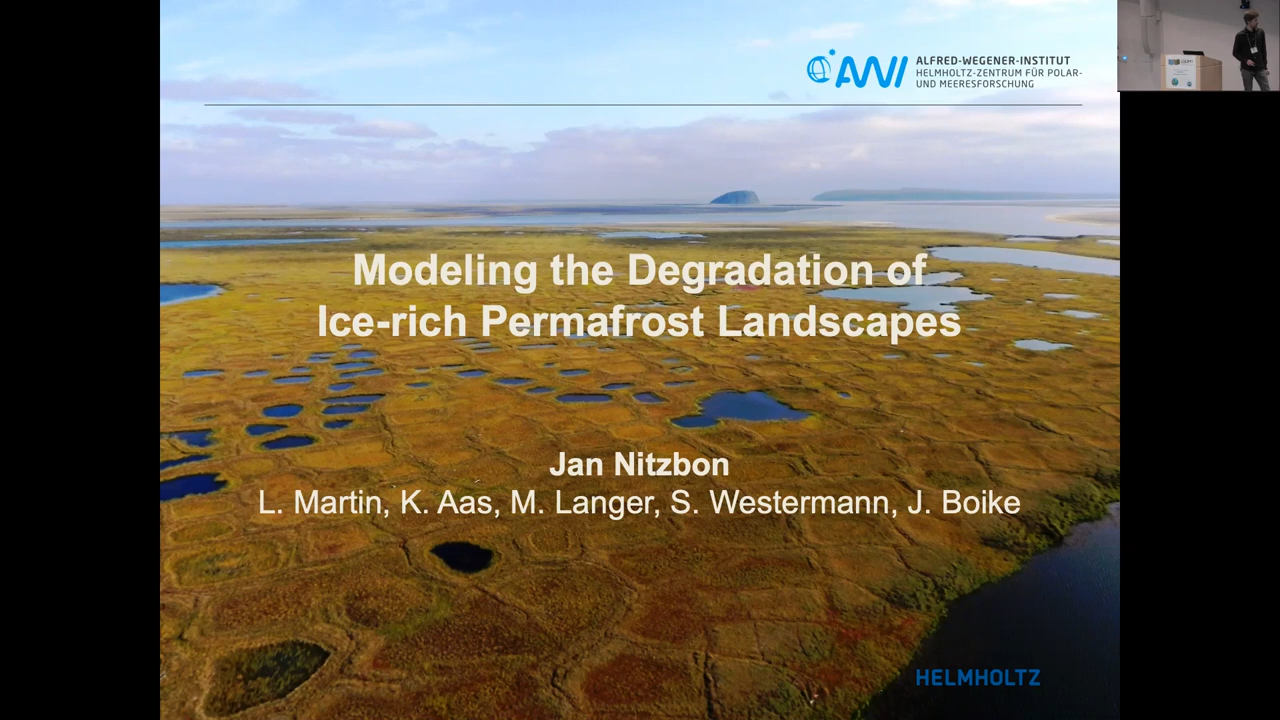 AWI
ALFRED-WEGENER-INSTITUT
HELMHOLTZ-ZENTRUM FÜR POLAR-
UND MEERESFORSCHUNG
Modeling the Degradation of
Ice-rich Permafrost Landscapes
Jan Nitzbon
L. Martin, K. Aas, M. Langer, S. Westermann, J. Boike
HELMHOLTZ